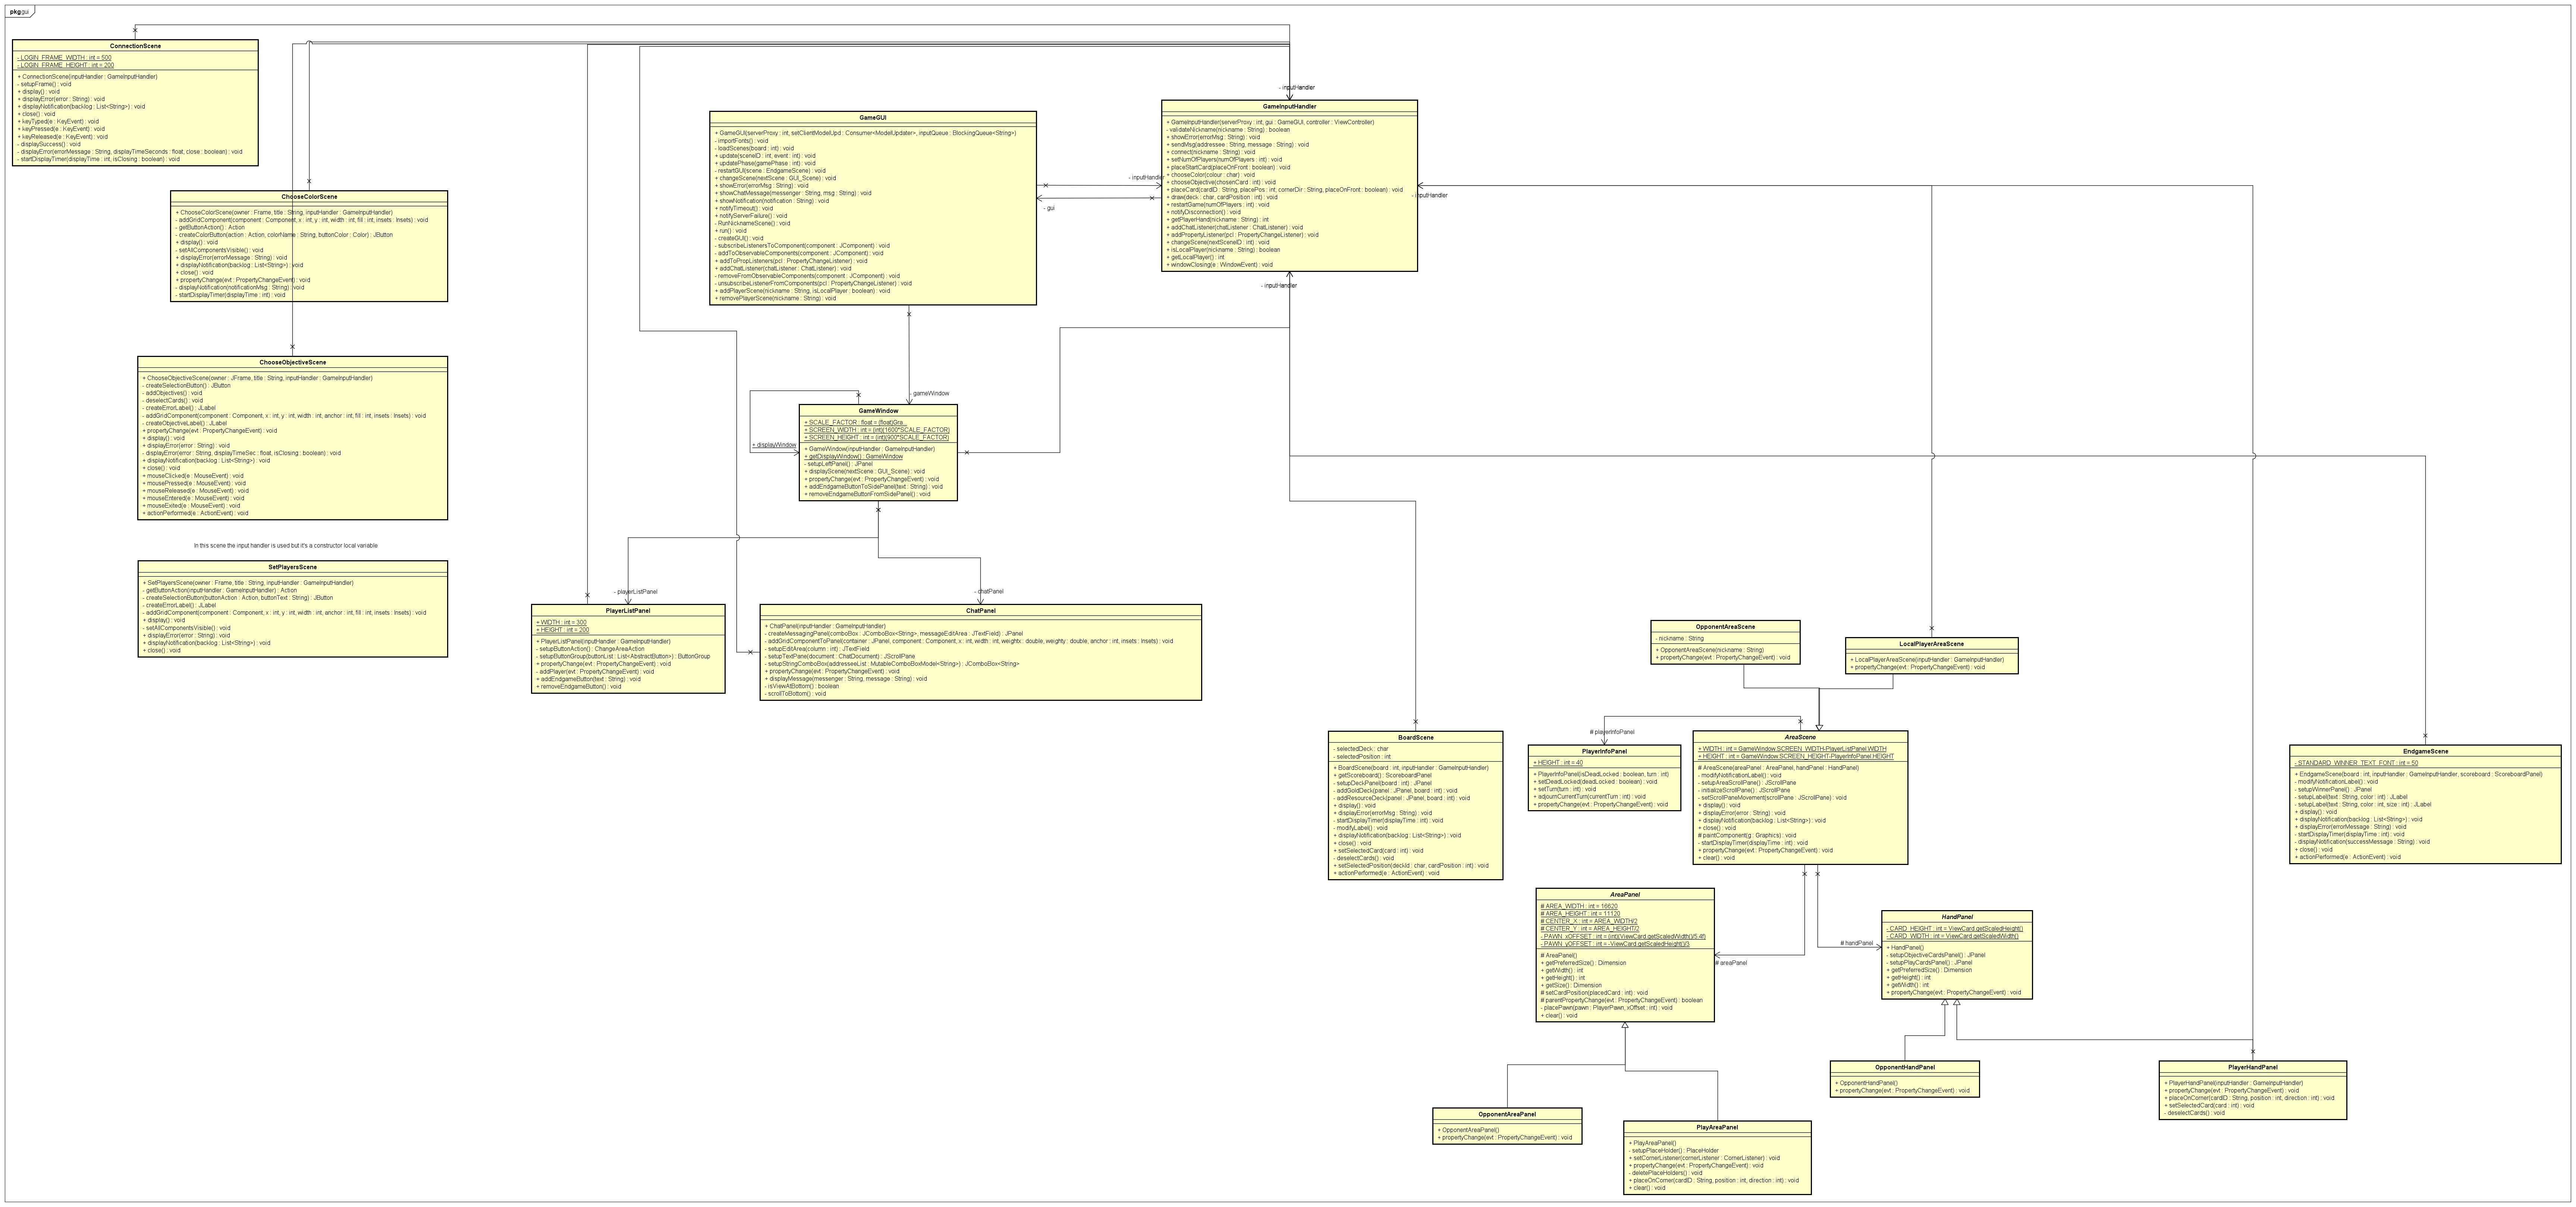 pkg gui
ConnectionScene
- LOGIN_FRAME_WIDTH : int = 500
- LOGIN_FRAME_HEIGHT : int = 200
+ ConnectionScene(inputHandler : GameInputHandler)
- setupFrame() : void
+ display() : void
+ displayError(error : String) : void
+ displayNotification(backlog : List<String>) : void
+ close() : void
+ keyTyped(e : KeyEvent) : void
+ keyPressed(e : KeyEvent) : void
+ keyReleased(e : KeyEvent) : void
- displaySuccess() : void
- displayError(errorMessage : String, displayTimeSeconds : float, close : boolean) : void
- startDisplayTimer(displayTime : int, isClosing : boolean) : void
ChooseColorScene
+ ChooseColorScene(owner : Frame, title : String, inputHandler : GameInputHandler)
- addGridComponent(component : Component, x : int, y : int, width : int, anchor : int, fill : int, insets : Insets) : void
- getButtonAction() : Action
- createColorButton(action : Action, colorName : String, buttonColor : Color) : JButton
+ display() : void
- setAllComponentsVisible() : void
+ displayError(errorMessage : String) : void
+ displayNotification(backlog : List<String>) : void
+ close() : void
+ propertyChange(evt : PropertyChangeEvent) : void
- displayNotification(notificationMsg : String) : void
- startDisplayTimer(displayTime : int) : void
ChooseObjectiveScene
+ ChooseObjectiveScene(owner : JFrame, title : String, inputHandler : GameInputHandler)
- createSelectionButton() : JButton
- addObjectives() : void
- deselectCards() : void
- createErrorLabel() : JLabel
- addGridComponent(component : Component, x : int, y : int, width : int, anchor : int, fill : int, insets : Insets) : void
- createObjectiveLabel() : JLabel
+ propertyChange(evt : PropertyChangeEvent) : void
+ display() : void
+ displayError(error : String) : void
- displayError(error : String, displayTimeSec : float, isClosing : boolean) : void
+ displayNotification(backlog : List<String>) : void
+ close() : void
+ mouseClicked(e : MouseEvent) : void
+ mousePressed(e : MouseEvent) : void
+ mouseReleased(e : MouseEvent) : void
+ mouseEntered(e : MouseEvent) : void
+ mouseExited(e : MouseEvent) : void
+ actionPerformed(e : ActionEvent) : void
In this scene the input handler is used but it's a constructor local variable
SetPlayersScene
+ SetPlayersScene(owner : Frame, title : String, inputHandler : GameInputHandler)
- getButtonAction(inputHandler : GameInputHandler) : Action
- createSelectionButton(buttonAction : Action, buttonText : String) : JButton
- createErrorLabel() : JLabel
- addGridComponent(component : Component, x : int, y : int, width : int, anchor : int, fill : int, insets : Insets) : void
+ display() : void
- setAllComponentsVisible() : void
+ displayError(error : String) : void
+ displayNotification(backlog : List<String>) : void
+ close() : void
GameGUI
+ GameGUI(serverProxy : int, setClientModelUpd : Consumer<ModelUpdater>, inputQueue : BlockingQueue<String>)
- importFonts() : void
- loadScenes(board : int) : void
+ update(sceneID : int, event : int) : void
+ updatePhase(gamePhase : int) : void
- restartGUI(scene : EndgameScene) : void
+ changeScene(nextScene : GUI_Scene) : void
+ showError(errorMsg : String) : void
+ showChatMessage(messenger : String, msg : String) : void
+ showNotification(notification : String) : void
+ notifyTimeout() : void
+ notifyServerFailure() : void
- RunNicknameScene() : void
+ run() : void
- createGUI() : void
- subscribeListenersToComponent(component : JComponent) : void
- addToObservableComponents(component : JComponent) : void
+ addToPropListeners(pcl : PropertyChangeListener) : void
+ addChatListener(chatListener : ChatListener) : void
- removeFromObservableComponents(component : JComponent) : void
- unsubscribeListenerFromComponents(pcl : PropertyChangeListener) : void
+ addPlayerScene(nickname : String, isLocalPlayer : boolean) : void
+ removePlayerScene(nickname : String) : void
- inputHandler
GameInputHandler
+ GameInputHandler(serverProxy : int, gui : GameGUI, controller : ViewController)
- validateNickname(nickname : String) : boolean
+ showError(errorMsg : String) : void
+ sendMsg(addressee : String, message : String) : void
+ connect(nickname : String) : void
+ setNumOfPlayers(numOfPlayers : int) : void
+ placeStartCard(placeOnFront : boolean) : void
+ chooseColor(colour : char) : void
+ chooseObjective(chosenCard : int) : void
+ placeCard(cardID : String, placePos : int, cornerDir : String, placeOnFront : boolean) : void
+ draw(deck : char, cardPosition : int) : void
+ restartGame(numOfPlayers : int) : void
+ notifyDisconnection() : void
+ getPlayerHand(nickname : String) : int
+ addChatListener(chatListener : ChatListener) : void
+ addPropertyListener(pcl : PropertyChangeListener) : void
+ changeScene(nextSceneID : int) : void
+ isLocalPlayer(nickname : String) : boolean
+ getLocalPlayer() : int
+ windowClosing(e : WindowEvent) : void
- inputHandler
- gui
- inputHandler
- inputHandler
- gameWindow
+ displayWindow
GameWindow
+ SCALE_FACTOR : float = (float)Gra...
+ SCREEN_WIDTH : int = (int)(1600*SCALE_FACTOR)
+ SCREEN_HEIGHT : int = (int)(900*SCALE_FACTOR)
+ GameWindow(inputHandler : GameInputHandler)
+ getDisplayWindow() : GameWindow
- setupLeftPanel() : JPanel
+ displayScene(nextScene : GUI_Scene) : void
+ propertyChange(evt : PropertyChangeEvent) : void
+ addEndgameButtonToSidePanel(text : String) : void
+ removeEndgameButtonFromSidePanel() : void
- playerListPanel
- chatPanel
PlayerListPanel
+ WIDTH : int = 300
+ HEIGHT : int = 200
+ PlayerListPanel(inputHandler : GameInputHandler)
- setupButtonAction() : ChangeAreaAction
- setupButtonGroup(buttonList : List<AbstractButton>) : ButtonGroup
+ propertyChange(evt : PropertyChangeEvent) : void
- addPlayer(evt : PropertyChangeEvent) : void
+ addEndgameButton(text : String) : void
+ removeEndgameButton() : void
ChatPanel
+ ChatPanel(inputHandler : GameInputHandler)
- createMessagingPanel(comboBox : JComboBox<String>, messageEditArea : JTextField) : JPanel
- addGridComponentToPanel(container : JPanel, component : Component, x : int, width : int, weightx : double, weighty : double, anchor : int, insets : Insets) : void
- setupEditArea(column : int) : JTextField
- setupTextPane(document : ChatDocument) : JScrollPane
- setupStringComboBox(addresseeList : MutableComboBoxModel<String>) : JComboBox<String>
+ propertyChange(evt : PropertyChangeEvent) : void
+ displayMessage(messenger : String, message : String) : void
- isViewAtBottom() : boolean
- scrollToBottom() : void
OpponentAreaScene
- nickname : String
+ OpponentAreaScene(nickname : String)
+ propertyChange(evt : PropertyChangeEvent) : void
LocalPlayerAreaScene
+ LocalPlayerAreaScene(inputHandler : GameInputHandler)
+ propertyChange(evt : PropertyChangeEvent) : void
BoardScene
- selectedDeck : char
- selectedPosition : int
+ BoardScene(board : int, inputHandler : GameInputHandler)
+ getScoreboard() : ScoreboardPanel
- setupDeckPanel(board : int) : JPanel
- addGoldDeck(panel : JPanel, board : int) : void
- addResourceDeck(panel : JPanel, board : int) : void
+ display() : void
+ displayError(errorMsg : String) : void
- startDisplayTimer(displayTime : int) : void
- modifyLabel() : void
+ displayNotification(backlog : List<String>) : void
+ close() : void
+ setSelectedCard(card : int) : void
- deselectCards() : void
+ setSelectedPosition(deckId : char, cardPosition : int) : void
+ actionPerformed(e : ActionEvent) : void
# playerInfoPanel
PlayerInfoPanel
+ HEIGHT : int = 40
+ PlayerInfoPanel(isDeadLocked : boolean, turn : int)
+ setDeadLocked(deadLocked : boolean) : void
+ setTurn(turn : int) : void
+ adjournCurrentTurn(currentTurn : int) : void
+ propertyChange(evt : PropertyChangeEvent) : void
AreaScene
+ WIDTH : int = GameWindow.SCREEN_WIDTH-PlayerListPanel.WIDTH
+ HEIGHT : int = GameWindow.SCREEN_HEIGHT-PlayerInfoPanel.HEIGHT
# AreaScene(areaPanel : AreaPanel, handPanel : HandPanel)
- modifyNotificationLabel() : void
- setupAreaScrollPane() : JScrollPane
- initializeScrollPane() : JScrollPane
- setScrollPaneMovement(scrollPane : JScrollPane) : void
+ display() : void
+ displayError(error : String) : void
+ displayNotification(backlog : List<String>) : void
+ close() : void
# paintComponent(g : Graphics) : void
- startDisplayTimer(displayTime : int) : void
+ propertyChange(evt : PropertyChangeEvent) : void
+ clear() : void
EndgameScene
- STANDARD_WINNER_TEXT_FONT : int = 50
+ EndgameScene(board : int, inputHandler : GameInputHandler, scoreboard : ScoreboardPanel)
- modifyNotificationLabel() : void
- setupWinnerPanel() : JPanel
- setupLabel(text : String, color : int) : JLabel
- setupLabel(text : String, color : int, size : int) : JLabel
+ display() : void
+ displayNotification(backlog : List<String>) : void
+ displayError(errorMessage : String) : void
- startDisplayTimer(displayTime : int) : void
- displayNotification(successMessage : String) : void
+ close() : void
+ actionPerformed(e : ActionEvent) : void
AreaPanel
# AREA_WIDTH : int = 16620
# AREA_HEIGHT : int = 11120
# CENTER_X : int = AREA_WIDTH/2
# CENTER_Y : int = AREA_HEIGHT/2
- PAWN_xOFFSET : int = (int)(ViewCard.getScaledWidth()/5.4f)
- PAWN_yOFFSET : int = -ViewCard.getScaledHeight()/3
# AreaPanel()
+ getPreferredSize() : Dimension
+ getWidth() : int
+ getHeight() : int
+ getSize() : Dimension
# setCardPosition(placedCard : int) : void
# parentPropertyChange(evt : PropertyChangeEvent) : boolean
- placePawn(pawn : PlayerPawn, xOffset : int) : void
+ clear() : void
# areaPanel
# handPanel
HandPanel
- CARD_HEIGHT : int = ViewCard.getScaledHeight()
- CARD_WIDTH : int = ViewCard.getScaledWidth()
+ HandPanel()
- setupObjectiveCardsPanel() : JPanel
- setupPlayCardsPanel() : JPanel
+ getPreferredSize() : Dimension
+ getHeight() : int
+ getWidth() : int
+ propertyChange(evt : PropertyChangeEvent) : void
OpponentHandPanel
+ OpponentHandPanel()
+ propertyChange(evt : PropertyChangeEvent) : void
PlayerHandPanel
+ PlayerHandPanel(inputHandler : GameInputHandler)
+ propertyChange(evt : PropertyChangeEvent) : void
+ placeOnCorner(cardID : String, position : int, direction : int) : void
+ setSelectedCard(card : int) : void
- deselectCards() : void
OpponentAreaPanel
+ OpponentAreaPanel()
+ propertyChange(evt : PropertyChangeEvent) : void
PlayAreaPanel
+ PlayAreaPanel()
- setupPlaceHolder() : PlaceHolder
+ setCornerListener(cornerListener : CornerListener) : void
+ propertyChange(evt : PropertyChangeEvent) : void
- deletePlaceHolders() : void
+ placeOnCorner(cardID : String, position : int, direction : int) : void
+ clear() : void